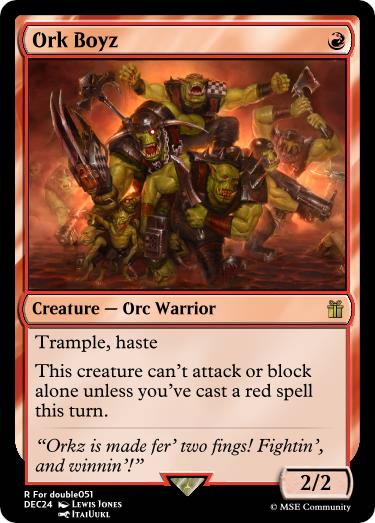 Ork Boyz
Creature — Orc Warrior
Trample, haste
This creature can't attack or block
alone unless you've cast a red spell
this turn.
“Orkz is made fer’ two fings! Fightin’,
and winnin’!”
2/2
R For double051
DEC24 Lewis Jones
ItaiUukl
© MSE Community